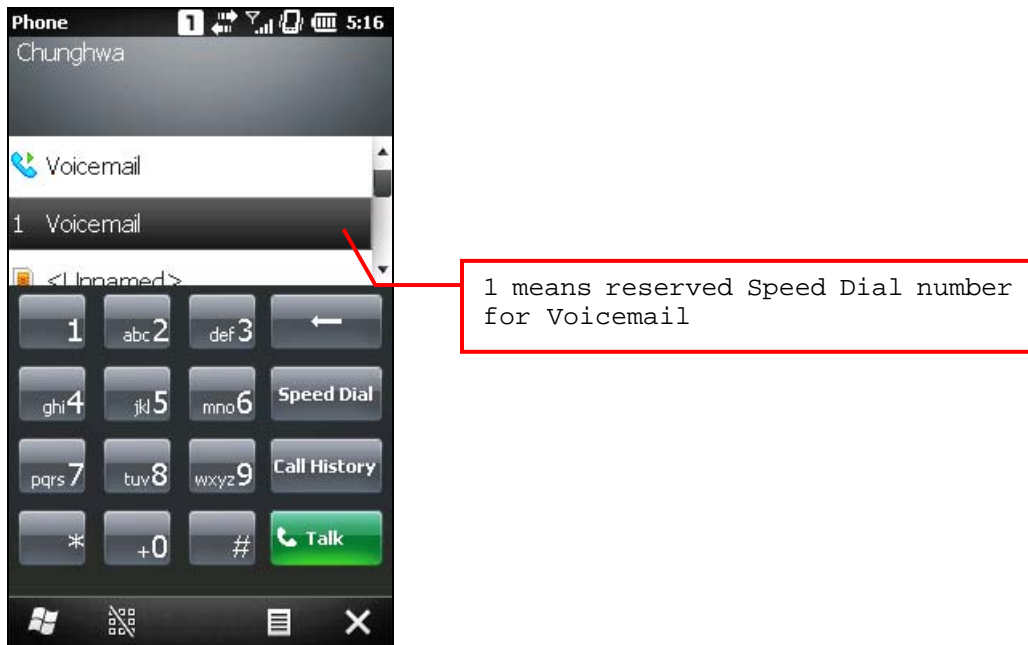 Phone 1 5:16
Chunghwa
Voicemail
1 Voicemail
<Unnamed>
1 means reserved Speed Dial number
for Voicemail
1 abc2 def3
ghi4 jkl5 mno6 Speed Dial
pqrs7 tuv8 wxyz9 Call History
* +0 # Talk